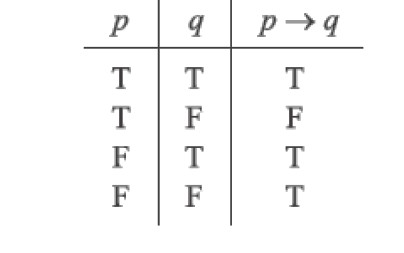 p q p → q
T T T
T F F
F T T
F F T